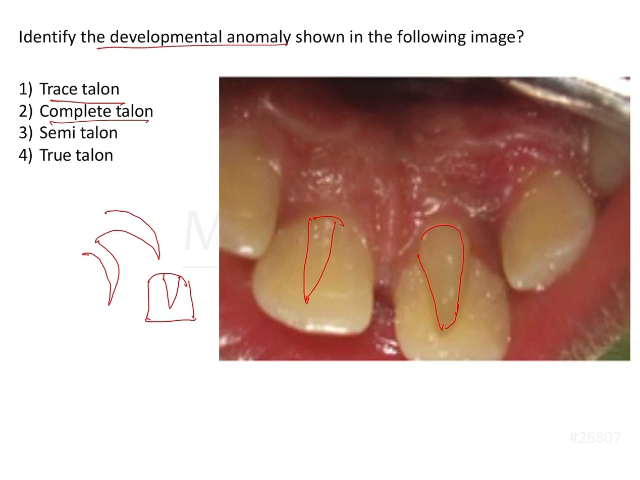 Identify the developmental anomaly shown in the following image?
1) Trace talon
2) Complete talon
3) Semi talon
4) True talon
#26807